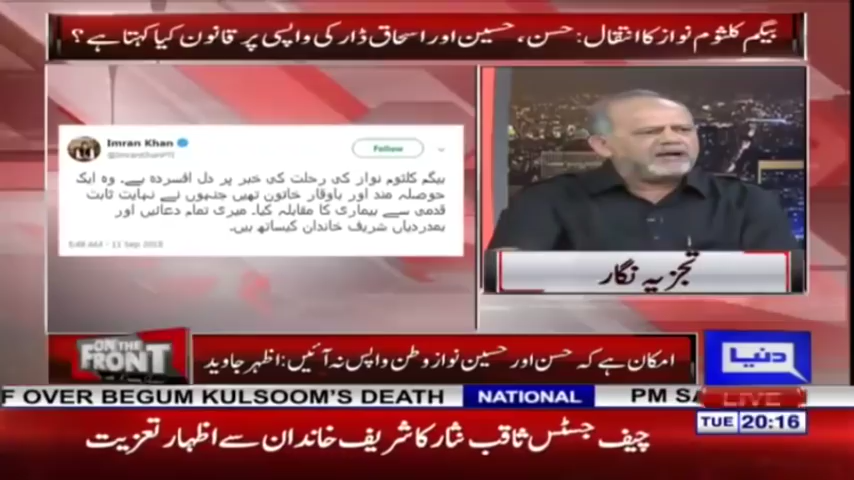 بیگم کلثوم نواز کا انتقال: حسن، حسین اور اسحاق ڈار کی واپسی پر قانون کیا کہتا ہے؟
Imran Khan
@ImranKhanPTI
Follow
بیگم کلثوم نواز کی رحلت کی خبر پر دل افسردہ ہے۔ وہ ایک
حوصلہ مند اور باوقار خاتون تھیں جنہوں نے نہایت ثابت
قدمی سے بیماری کا مقابلہ کیا۔ میری تمام دعائیں اور
ہمدردیاں شریف خاندان کیساتھ ہیں۔
11 Sep 2018
تجزیہ نگار
ON THE
FRONT
امکان ہے کہ حسن اور حسین نواز وطن واپس نہ آئیں: اظہر جاوید
دنیا
LIVE
F OVER BEGUM KULSOOM'S DEATH NATIONAL PM SA
TUE 20:16
چیف جسٹس ثاقب نثار کا شریف خاندان سے اظہار تعزیت